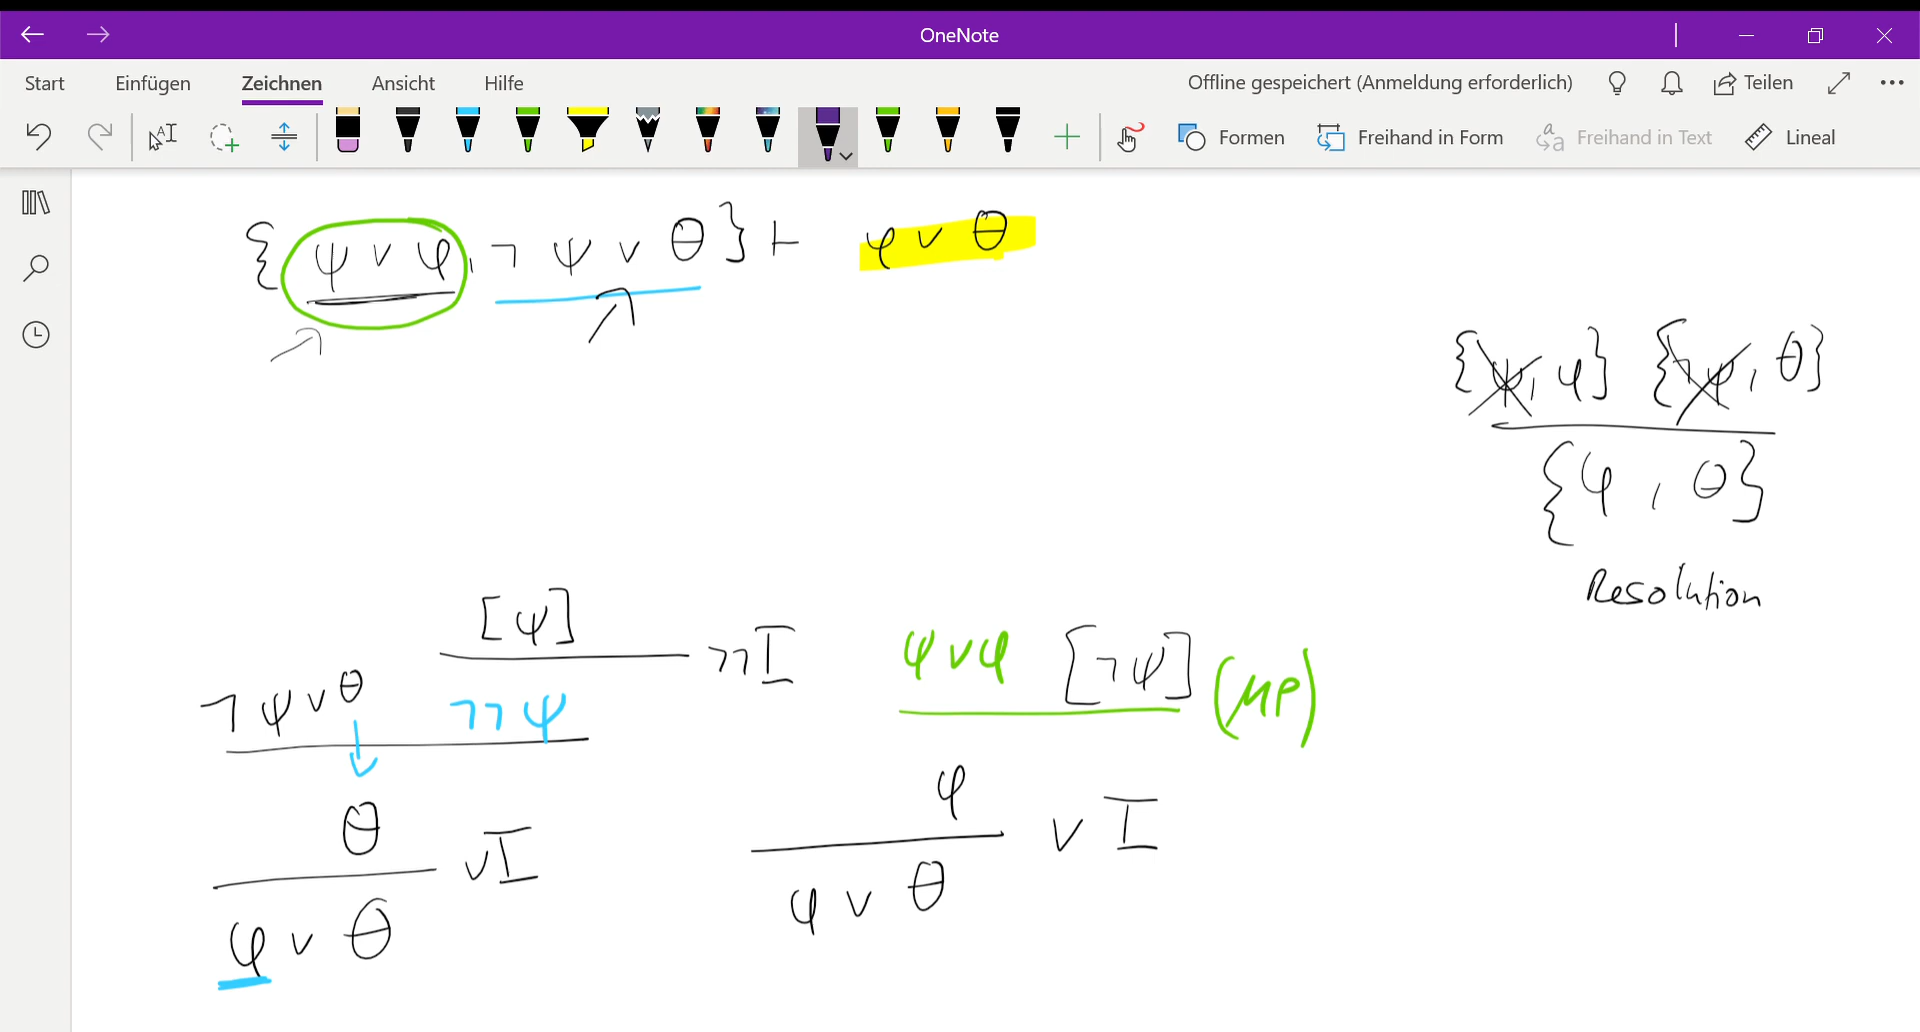 OneNote
Start Einfügen Zeichnen Ansicht Hilfe Offline gespeichert (Anmeldung erforderlich) Teilen
Formen Freihand in Form Freihand in Text Lineal
{ψ ∨ φ, ¬ψ ∨ θ} ⊢ φ ∨ θ
{ψ, φ} {¬ψ, θ}
{φ, θ}
Resolution
[ψ]
¬¬I
φ ∨ φ [¬ψ] (MP)
¬ψ ∨ θ ¬¬ψ
φ
θ
∨I
∨I
φ ∨ θ
φ ∨ θ